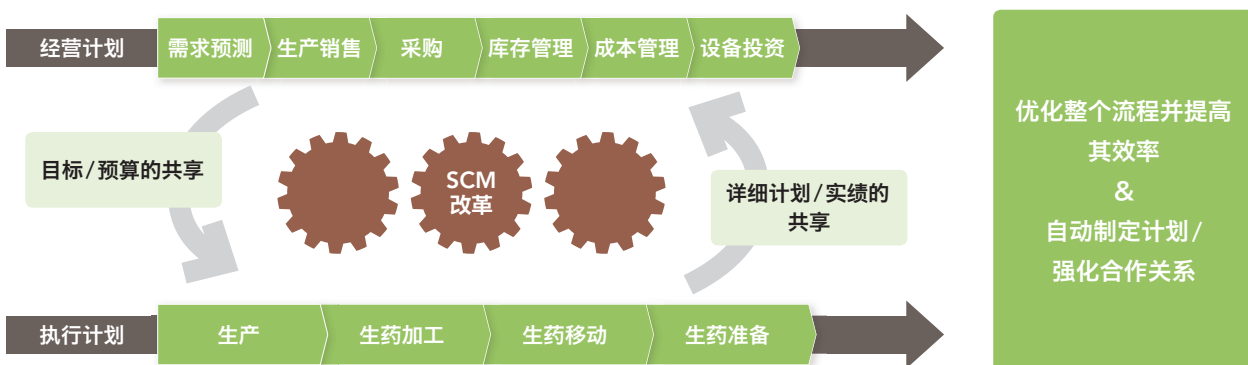 经营计划
需求预测
生产销售
采购
库存管理
成本管理
设备投资
目标/预算的共享
SCM
改革
详细计划/实绩的
共享
执行计划
生产
生药加工
生药移动
生药准备
优化整个流程并提高
其效率
&
自动制定计划/
强化合作关系